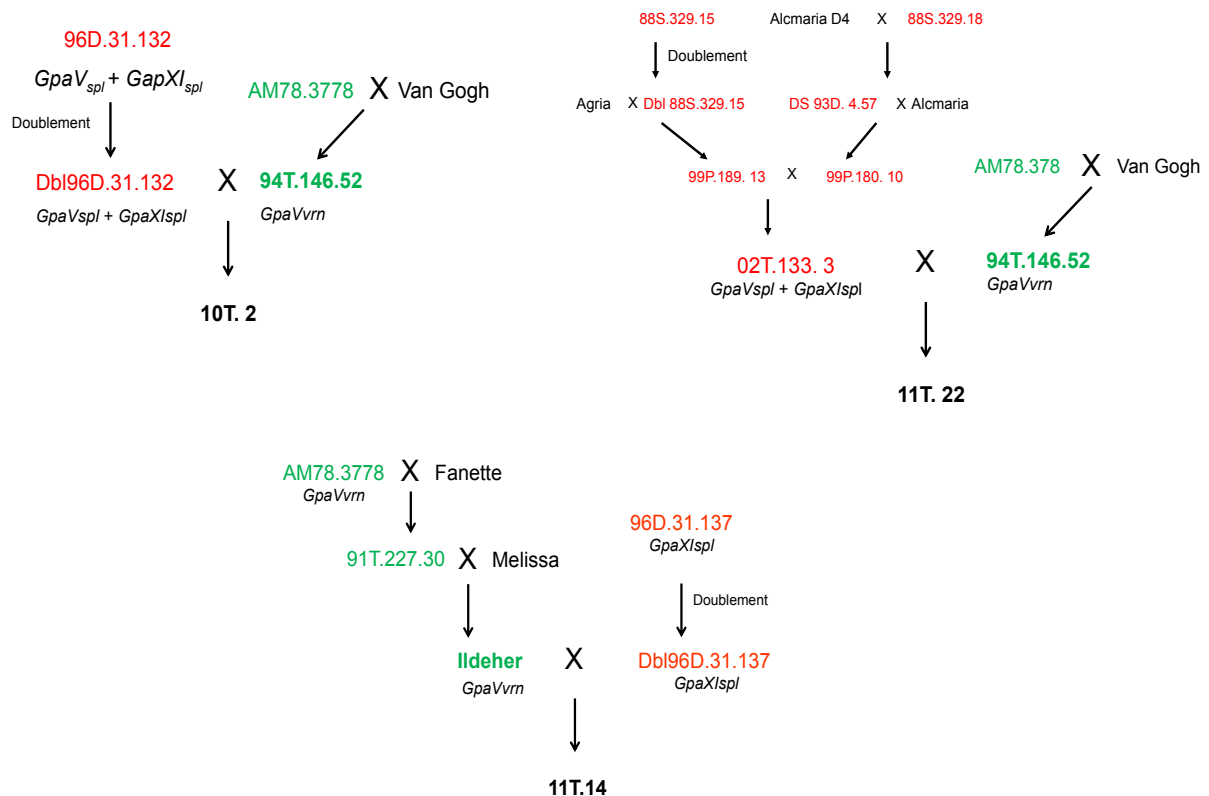 96D.31.132
GpaVspl + GapXIspl
AM78.3778 X Van Gogh
Doublement
Dbl96D.31.132 X 94T.146.52
GpaVspl + GpaXIspl GpaVvrn
10T. 2
88S.329.15 Alcmaria D4 X 88S.329.18
Doublement
Agria X Dbl 88S.329.15 DS 93D. 4.57 X Alcmaria
99P.189. 13 X 99P.180. 10
AM78.378 X Van Gogh
02T.133. 3 X 94T.146.52
GpaVspl + GpaXIspl GpaVvrn
11T. 22
AM78.3778 X Fanette
GpaVvrn
91T.227.30 X Melissa
96D.31.137
GpaXIspl
Doublement
Ildeher X Dbl96D.31.137
GpaVvrn GpaXIspl
11T.14